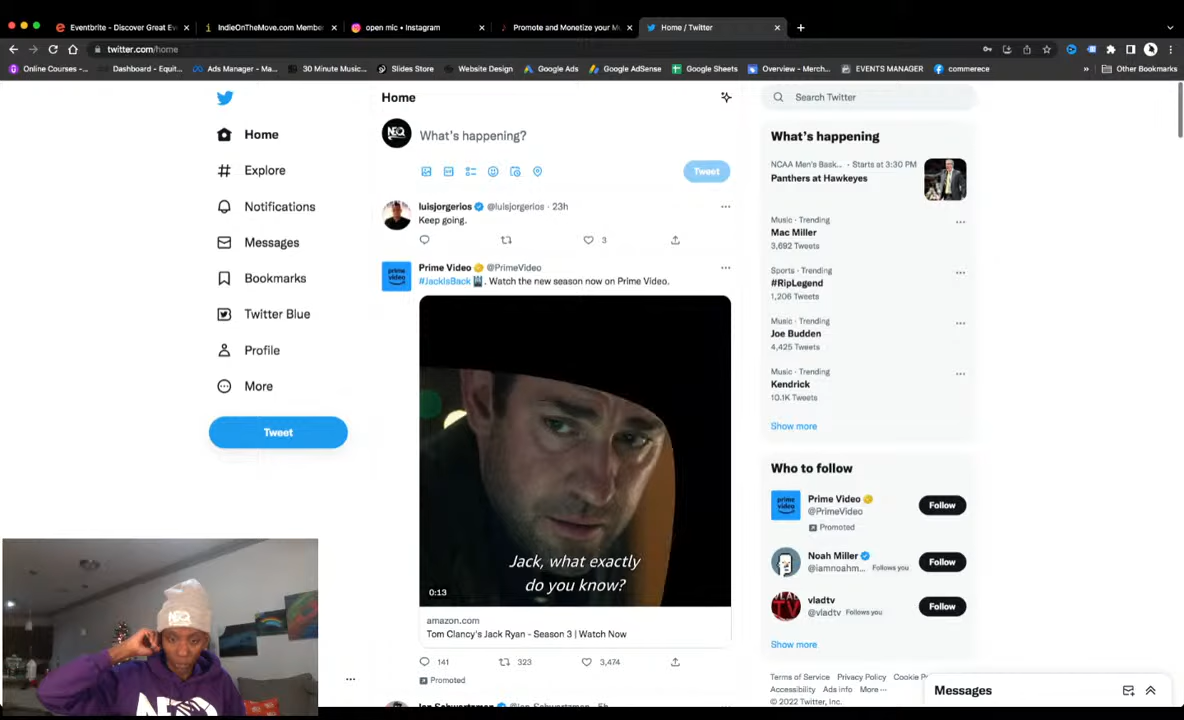 Eventbrite - Discover Great Ev
IndieOnTheMove.com Membe
open mic • Instagram
Promote and Monetize your M
Home / Twitter
twitter.com/home
Online Courses -...
Dashboard - Equit...
Ads Manager - Ma...
30 Minute Music...
Slides Store
Website Design
Google Ads
Google AdSense
Google Sheets
Overview - Merch...
EVENTS MANAGER
commerece
Other Bookmarks
Home
Explore
Notifications
Messages
Bookmarks
Twitter Blue
Profile
More
Tweet
Home
NEQ
What's happening?
Tweet
luisjorgerios @luisjorgerios · 23h
Keep going.
3
prime video
Prime Video @PrimeVideo
#JackIsBack. Watch the new season now on Prime Video.
Jack, what exactly
do you know?
0:13
amazon.com
Tom Clancy's Jack Ryan - Season 3 | Watch Now
141 323 3,474
Promoted
Search Twitter
What's happening
NCAA Men's Bask... · Starts at 3:30 PM
Panthers at Hawkeyes
Music · Trending
Mac Miller
3,692 Tweets
Sports · Trending
#RipLegend
1,206 Tweets
Music · Trending
Joe Budden
4,425 Tweets
Music · Trending
Kendrick
10.1K Tweets
Show more
Who to follow
prime video
Prime Video
@PrimeVideo
Follow
Promoted
Noah Miller
@iamnoahm... Follows you
Follow
vladtv
@vladtv Follows you
Follow
Show more
Terms of Service Privacy Policy Cookie P
Accessibility Ads info More ···
© 2022 Twitter, Inc.
Messages
NEQ